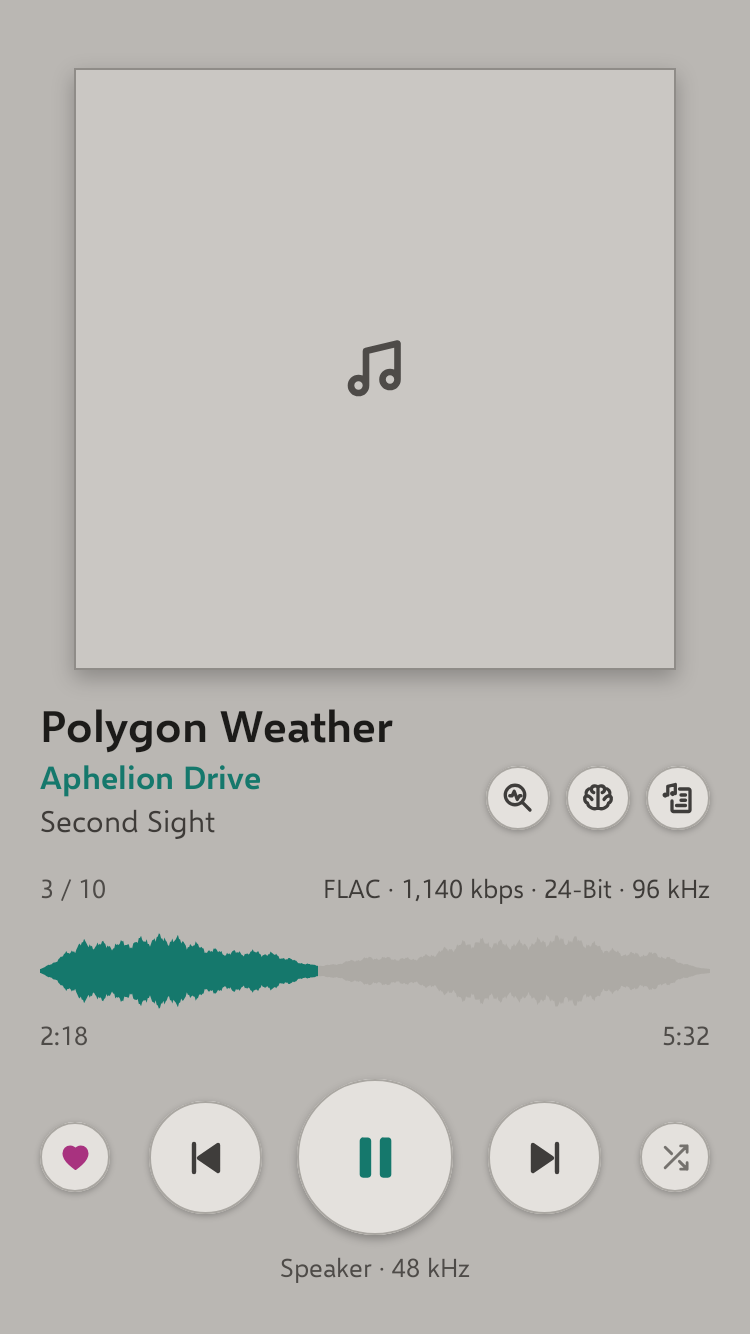 Polygon Weather
Aphelion Drive
Second Sight
3 / 10
FLAC · 1,140 kbps · 24-Bit · 96 kHz
2:18
5:32
Speaker · 48 kHz